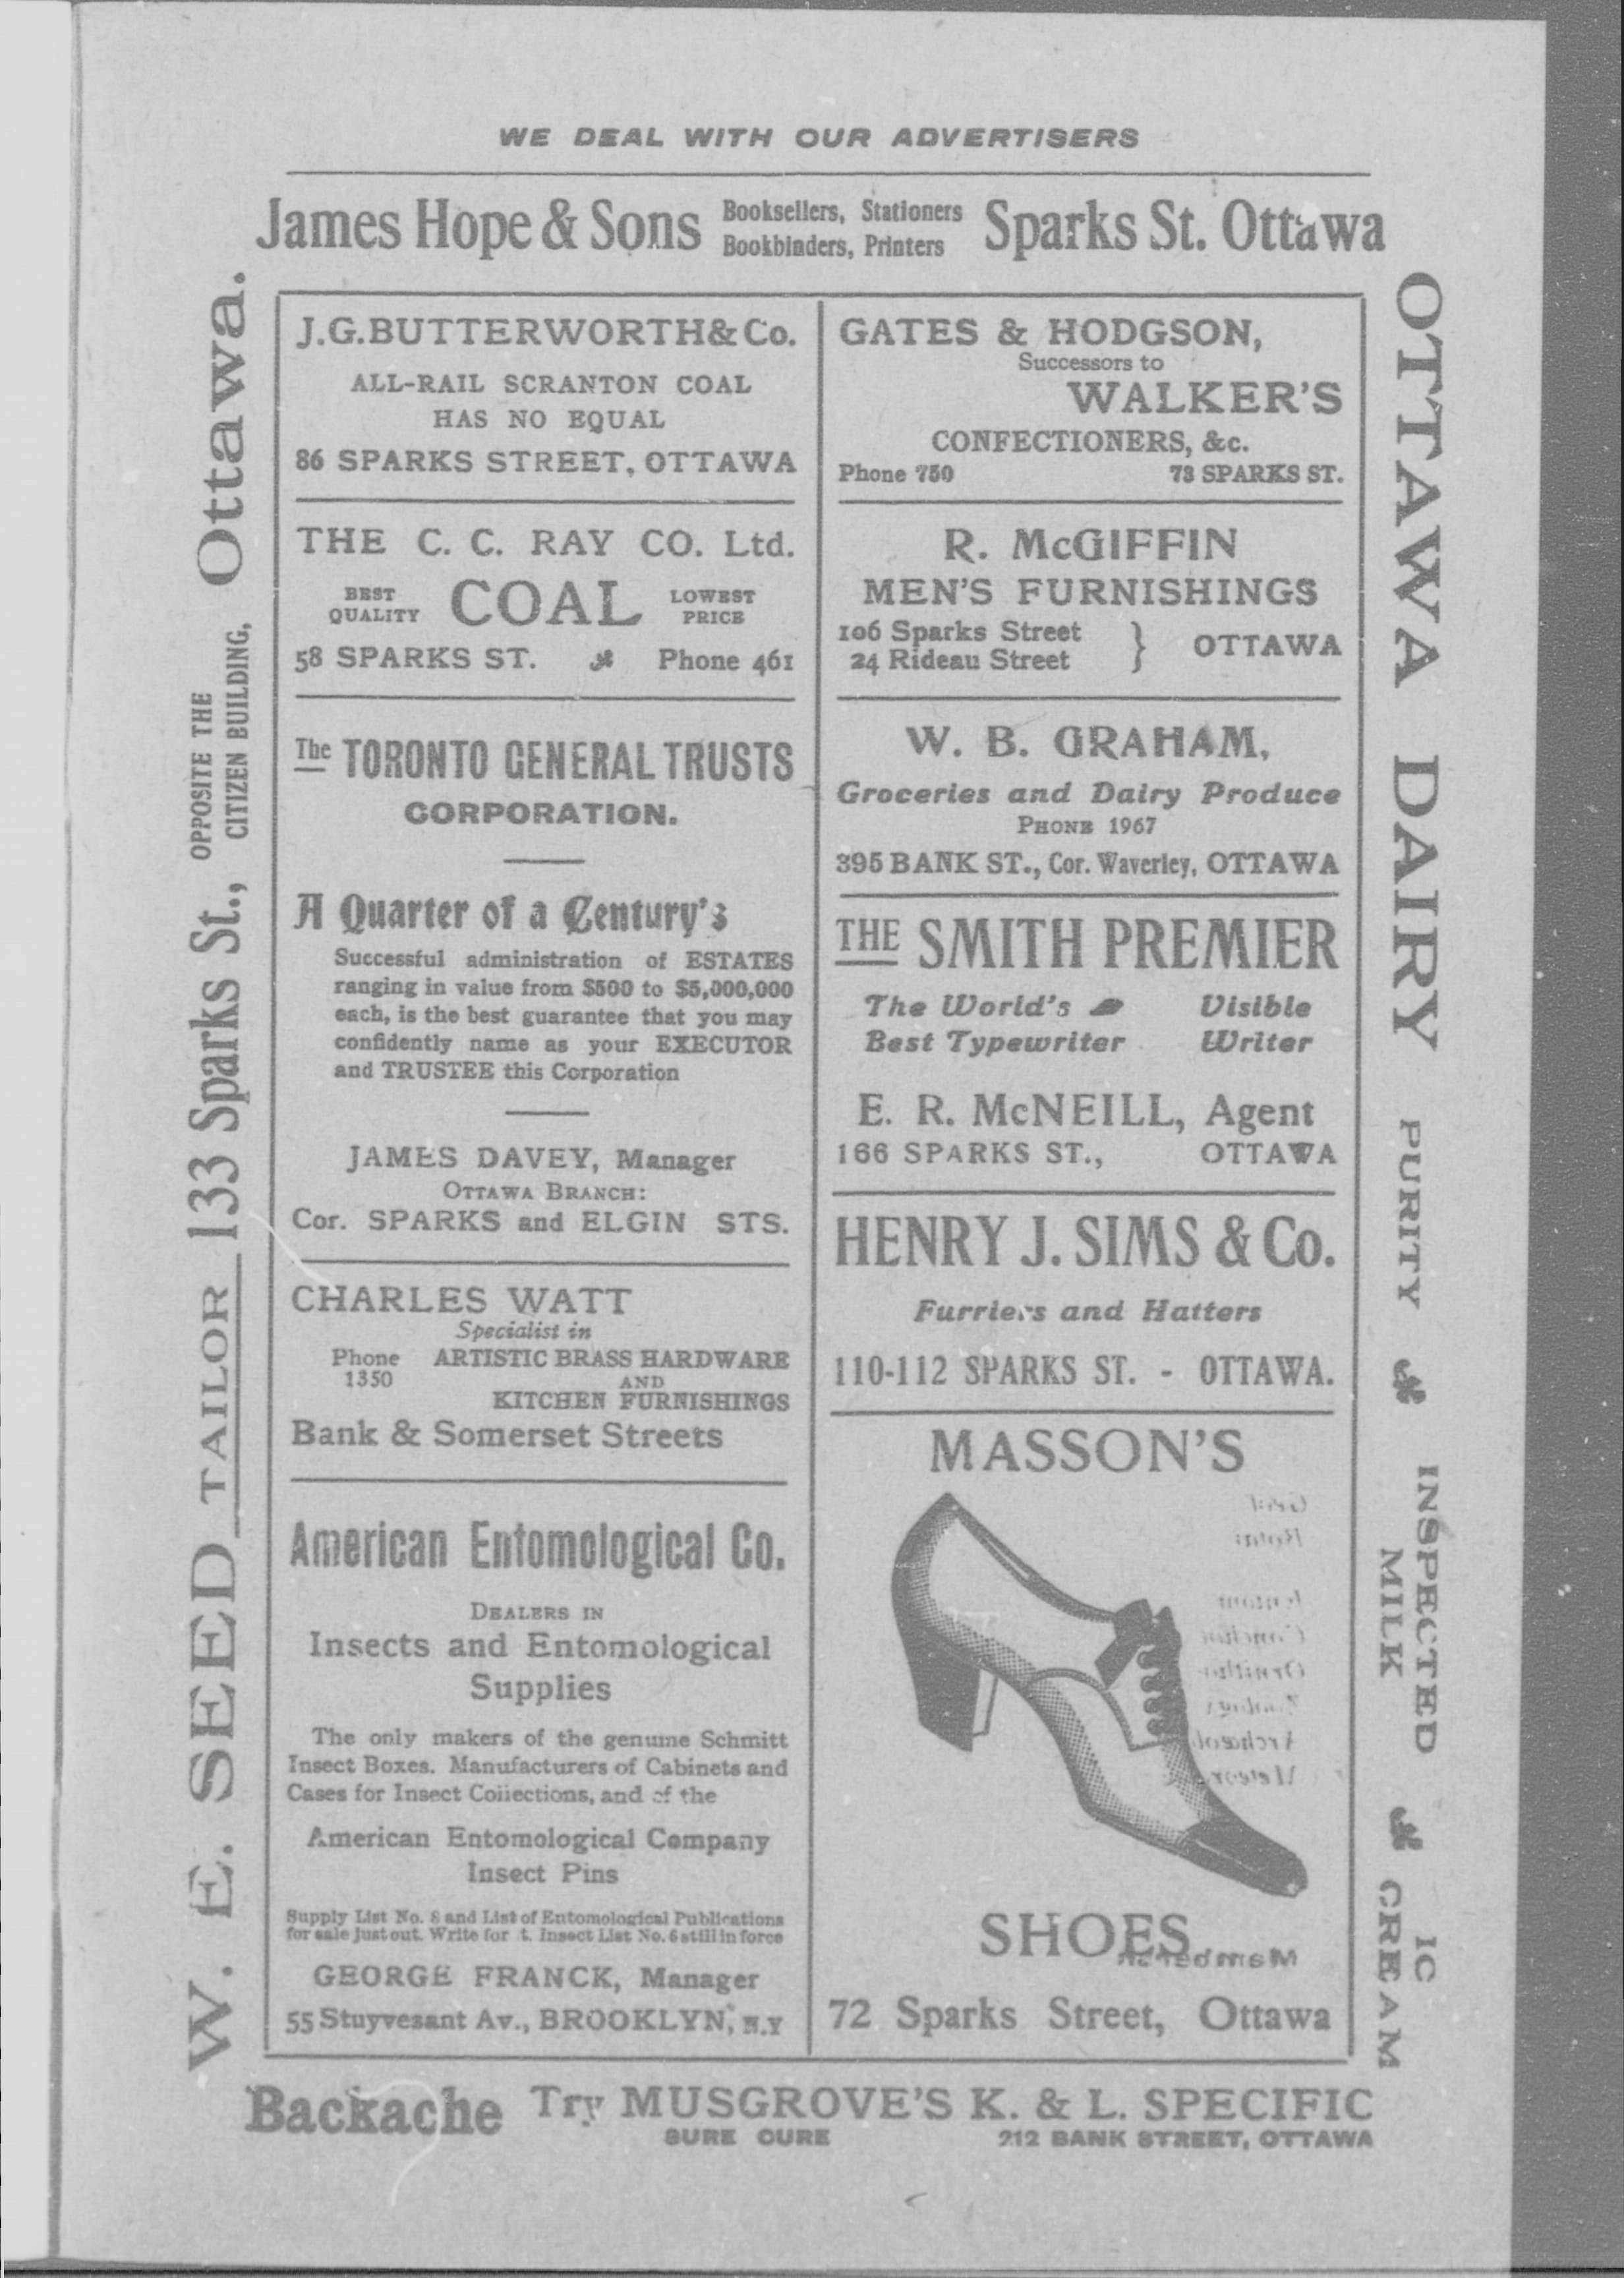 WE DEAL WITH OUR ADVERTISERS
James Hope & Sons Booksellers, Stationers Bookbinders, Printers Sparks St. Ottawa
W. E. SEED TAILOR 133 Sparks St., OPPOSITE THE CITIZEN BUILDING, Ottawa.
J.G. BUTTERWORTH & Co.
ALL-RAIL SCRANTON COAL
HAS NO EQUAL
86 SPARKS STREET, OTTAWA
THE C. C. RAY CO. Ltd.
BEST QUALITY COAL LOWEST PRICE
58 SPARKS ST. Phone 461
The TORONTO GENERAL TRUSTS
CORPORATION.
A Quarter of a Century's
Successful administration of ESTATES
ranging in value from $500 to $5,000,000
each, is the best guarantee that you may
confidently name as your EXECUTOR
and TRUSTEE this Corporation
JAMES DAVEY, Manager
OTTAWA BRANCH:
Cor. SPARKS and ELGIN STS.
CHARLES WATT
Specialist in
Phone 1350 ARTISTIC BRASS HARDWARE
AND
KITCHEN FURNISHINGS
Bank & Somerset Streets
American Entomological Co.
DEALERS IN
Insects and Entomological
Supplies
The only makers of the genuine Schmitt
Insect Boxes. Manufacturers of Cabinets and
Cases for Insect Collections, and of the
American Entomological Company
Insect Pins
Supply List No. 8 and List of Entomological Publications
for sale just out. Write for t. Insect List No. 6 still in force
GEORGE FRANCK, Manager
55 Stuyvesant Av., BROOKLYN, N.Y
GATES & HODGSON,
Successors to
WALKER'S
CONFECTIONERS, &c.
Phone 750 73 SPARKS ST.
R. McGIFFIN
MEN'S FURNISHINGS
106 Sparks Street
24 Rideau Street } OTTAWA
W. B. GRAHAM,
Groceries and Dairy Produce
PHONE 1967
395 BANK ST., Cor. Waverley, OTTAWA
THE SMITH PREMIER
The World's Visible
Best Typewriter Writer
E. R. McNEILL, Agent
166 SPARKS ST., OTTAWA
HENRY J. SIMS & Co.
Furriers and Hatters
110-112 SPARKS ST. - OTTAWA.
MASSON'S
SHOES
72 Sparks Street, Ottawa
OTTAWA DAIRY PURITY INSPECTED MILK IC CREAM
Backache Try MUSGROVE'S K. & L. SPECIFIC
SURE CURE 212 BANK STREET, OTTAWA